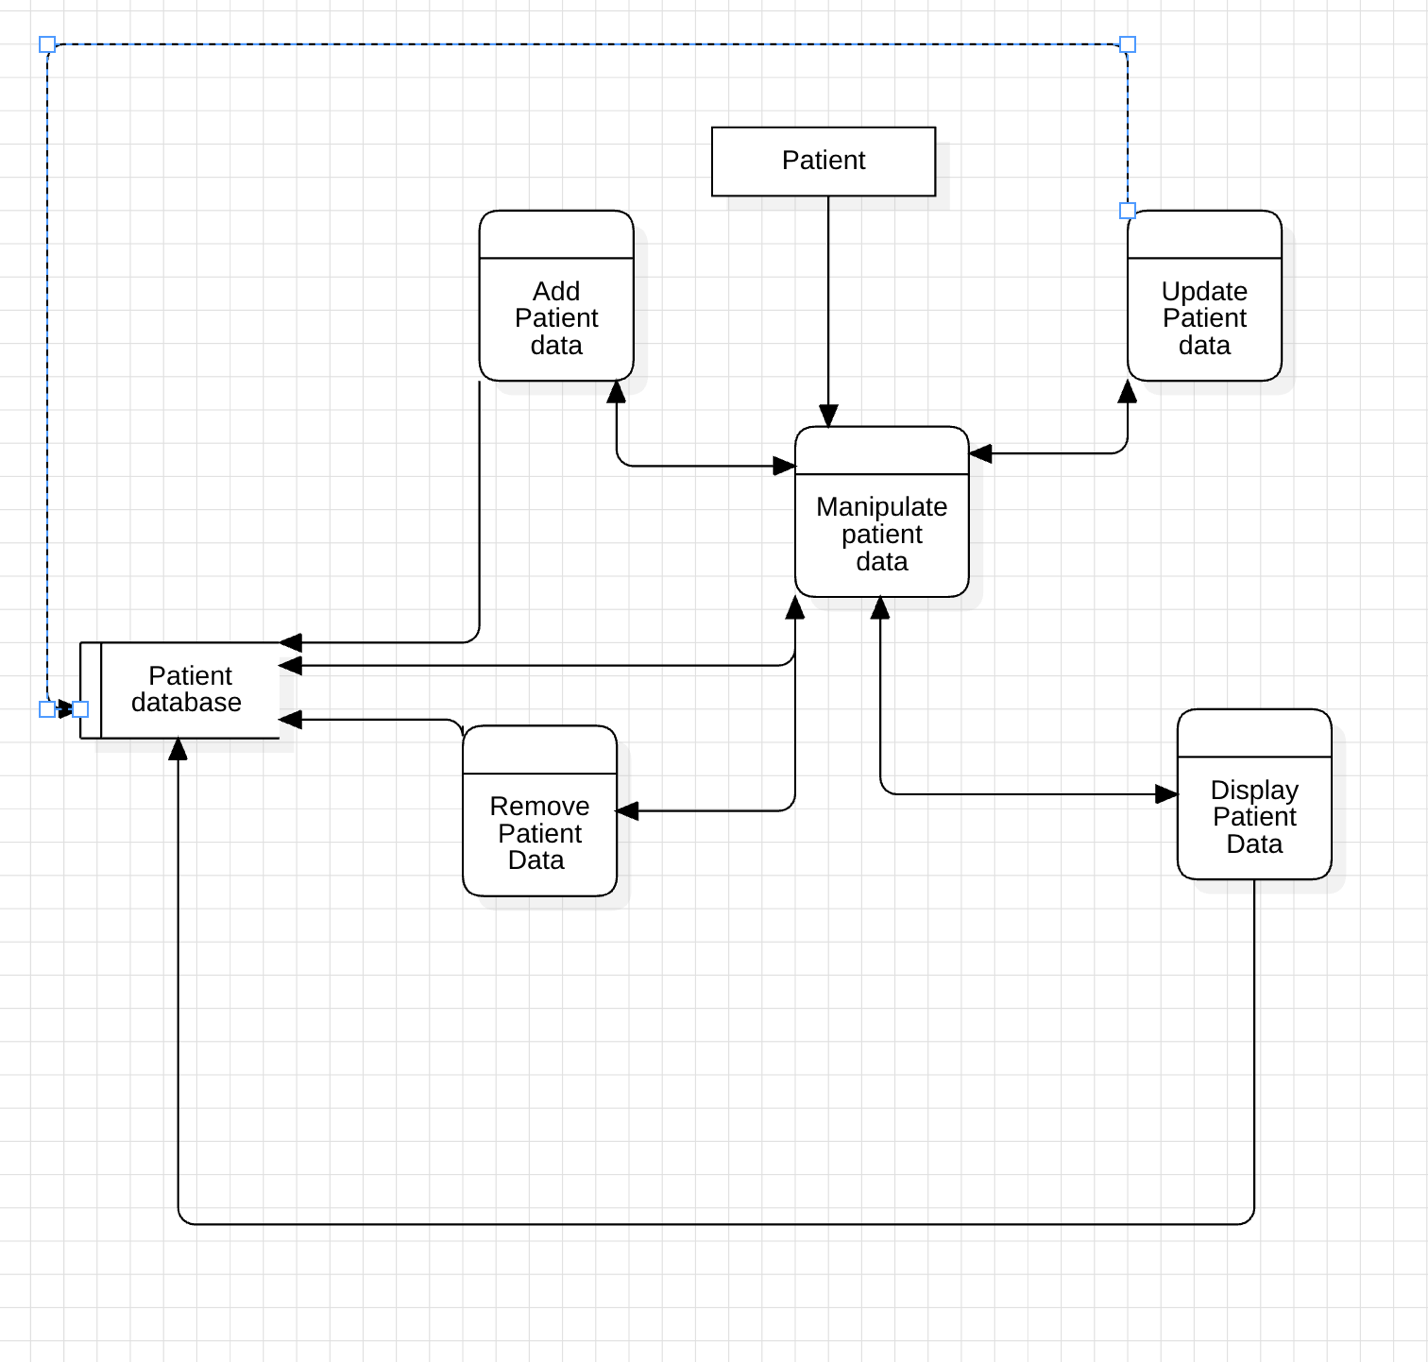 Patient
Add
Patient
data
Update
Patient
data
Manipulate
patient
data
Patient
database
Remove
Patient
Data
Display
Patient
Data